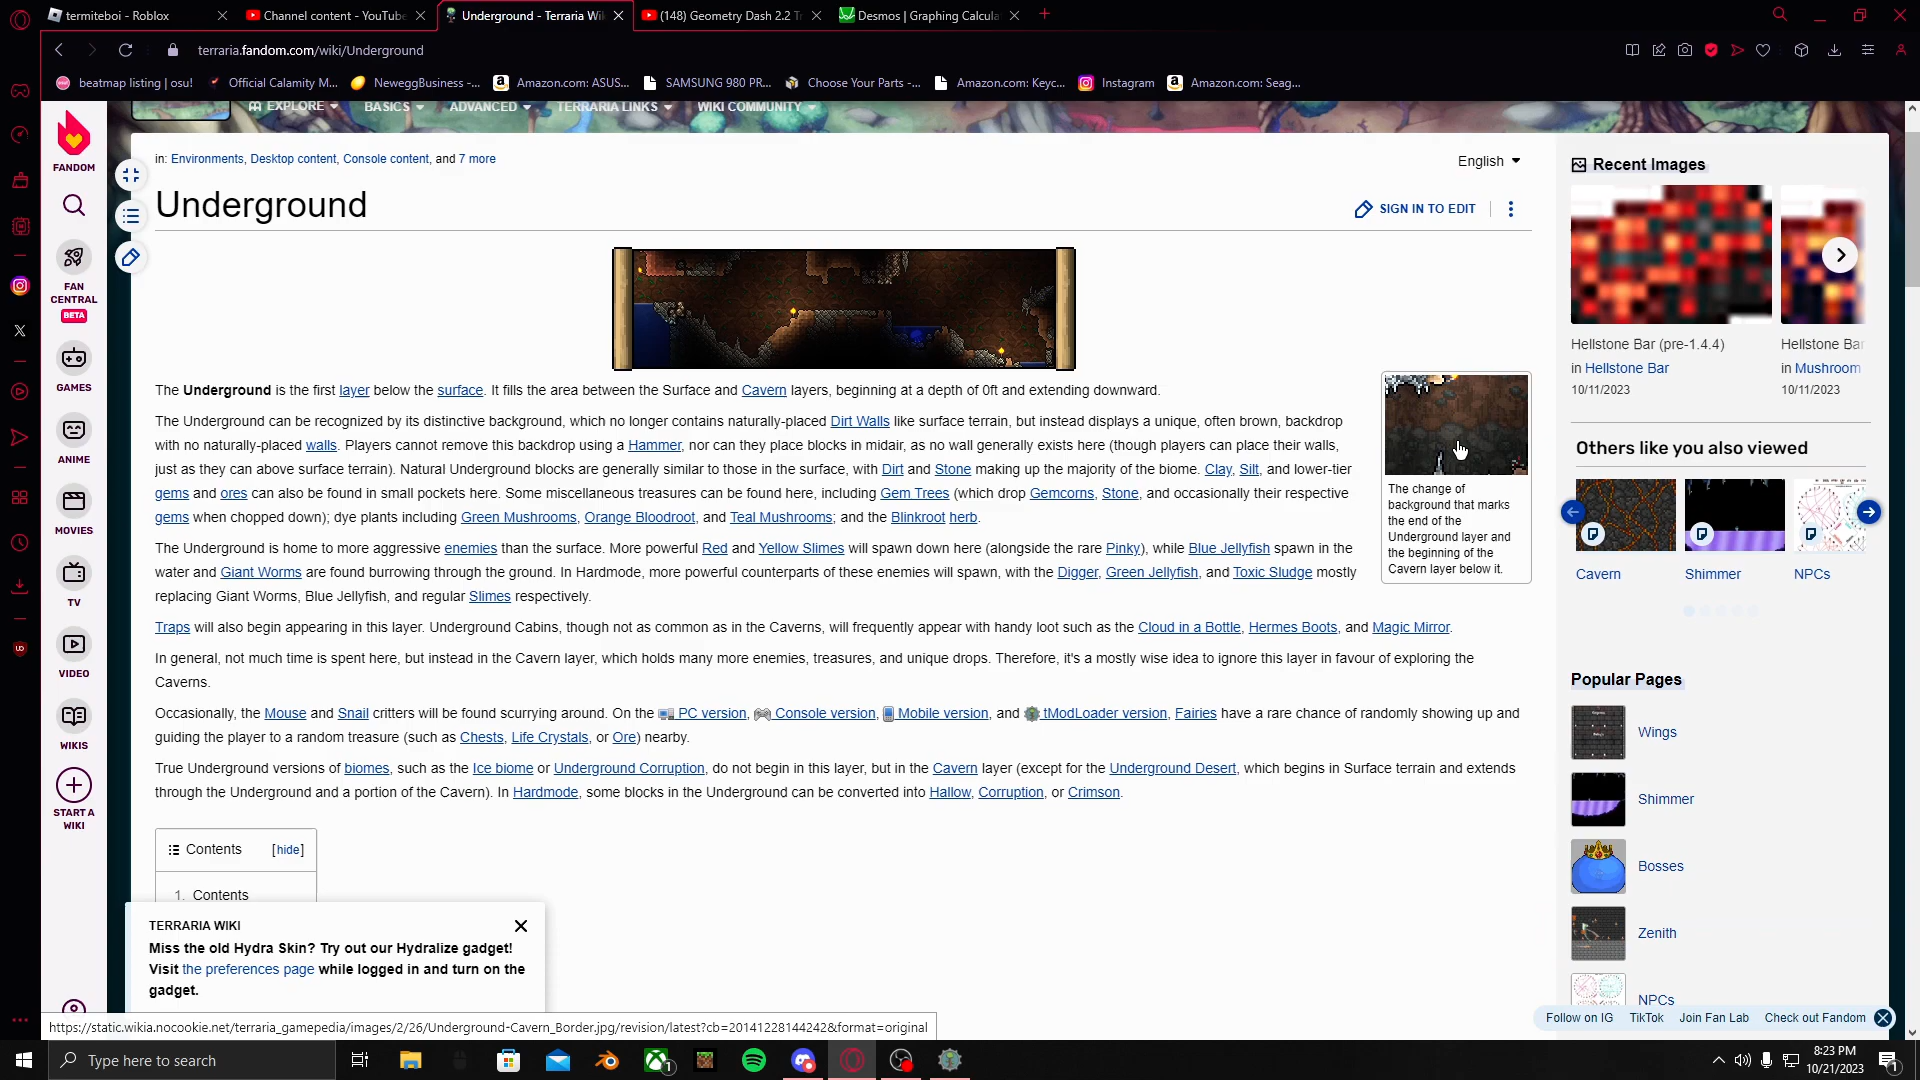 termiteboi - Roblox
Channel content - YouTube
Underground - Terraria Wi
(148) Geometry Dash 2.2 Tr
Desmos | Graphing Calcula
terraria.fandom.com/wiki/Underground
beatmap listing | osu!
Official Calamity M...
NeweggBusiness -...
Amazon.com: ASUS...
SAMSUNG 980 PR...
Choose Your Parts -...
Amazon.com: Keyc...
Instagram
Amazon.com: Seag...
EXPLORE
BASICS
ADVANCED
TERRARIA LINKS
WIKI COMMUNITY
FANDOM
FAN CENTRAL
BETA
GAMES
ANIME
MOVIES
TV
VIDEO
WIKIS
START A WIKI
in: Environments, Desktop content, Console content, and 7 more
English
Underground
SIGN IN TO EDIT
The Underground is the first layer below the surface. It fills the area between the Surface and Cavern layers, beginning at a depth of 0ft and extending downward.
The Underground can be recognized by its distinctive background, which no longer contains naturally-placed Dirt Walls like surface terrain, but instead displays a unique, often brown, backdrop
with no naturally-placed walls. Players cannot remove this backdrop using a Hammer, nor can they place blocks in midair, as no wall generally exists here (though players can place their walls,
just as they can above surface terrain). Natural Underground blocks are generally similar to those in the surface, with Dirt and Stone making up the majority of the biome. Clay, Silt, and lower-tier
gems and ores can also be found in small pockets here. Some miscellaneous treasures can be found here, including Gem Trees (which drop Gemcorns, Stone, and occasionally their respective
gems when chopped down); dye plants including Green Mushrooms, Orange Bloodroot, and Teal Mushrooms; and the Blinkroot herb.
The Underground is home to more aggressive enemies than the surface. More powerful Red and Yellow Slimes will spawn down here (alongside the rare Pinky), while Blue Jellyfish spawn in the
water and Giant Worms are found burrowing through the ground. In Hardmode, more powerful counterparts of these enemies will spawn, with the Digger, Green Jellyfish, and Toxic Sludge mostly
replacing Giant Worms, Blue Jellyfish, and regular Slimes respectively.
Traps will also begin appearing in this layer. Underground Cabins, though not as common as in the Caverns, will frequently appear with handy loot such as the Cloud in a Bottle, Hermes Boots, and Magic Mirror.
In general, not much time is spent here, but instead in the Cavern layer, which holds many more enemies, treasures, and unique drops. Therefore, it's a mostly wise idea to ignore this layer in favour of exploring the
Caverns.
Occasionally, the Mouse and Snail critters will be found scurrying around. On the PC version, Console version, Mobile version, and tModLoader version, Fairies have a rare chance of randomly showing up and
guiding the player to a random treasure (such as Chests, Life Crystals, or Ore) nearby.
True Underground versions of biomes, such as the Ice biome or Underground Corruption, do not begin in this layer, but in the Cavern layer (except for the Underground Desert, which begins in Surface terrain and extends
through the Underground and a portion of the Cavern). In Hardmode, some blocks in the Underground can be converted into Hallow, Corruption, or Crimson.
The change of
background that marks
the end of the
Underground layer and
the beginning of the
Cavern layer below it.
Contents [hide]
1. Contents
TERRARIA WIKI
Miss the old Hydra Skin? Try out our Hydralize gadget!
Visit the preferences page while logged in and turn on the
gadget.
Recent Images
Hellstone Bar (pre-1.4.4)
in Hellstone Bar
10/11/2023
Hellstone Bar
in Mushroom
10/11/2023
Others like you also viewed
Cavern
Shimmer
NPCs
Popular Pages
Wings
Shimmer
Bosses
Zenith
NPCs
Follow on IG
TikTok
Join Fan Lab
Check out Fandom
https://static.wikia.nocookie.net/terraria_gamepedia/images/2/26/Underground-Cavern_Border.jpg/revision/latest?cb=20141228144242&format=original
Type here to search
1
8:23 PM
10/21/2023
1